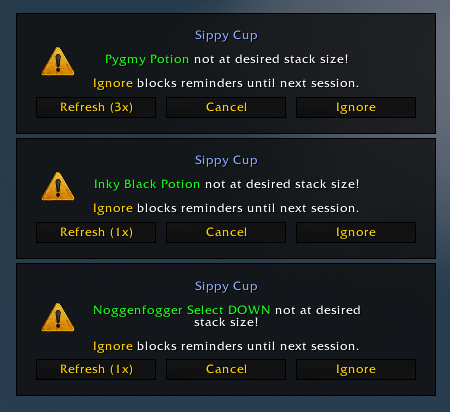 Sippy Cup
Pygmy Potion not at desired stack size!
Ignore blocks reminders until next session.
Refresh (3x) Cancel Ignore
Sippy Cup
Inky Black Potion not at desired stack size!
Ignore blocks reminders until next session.
Refresh (1x) Cancel Ignore
Sippy Cup
Noggenfogger Select DOWN not at desired
stack size!
Ignore blocks reminders until next session.
Refresh (1x) Cancel Ignore